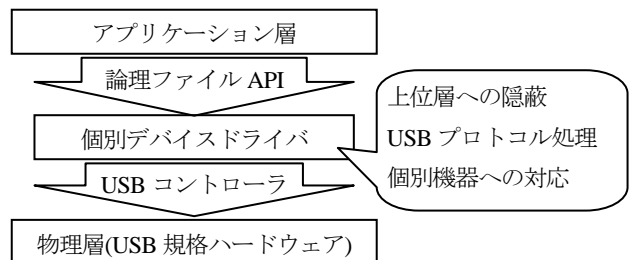 アプリケーション層
論理ファイル API
個別デバイスドライバ
USB コントローラ
物理層(USB 規格ハードウェア)
上位層への隠蔽
USB プロトコル処理
個別機器への対応